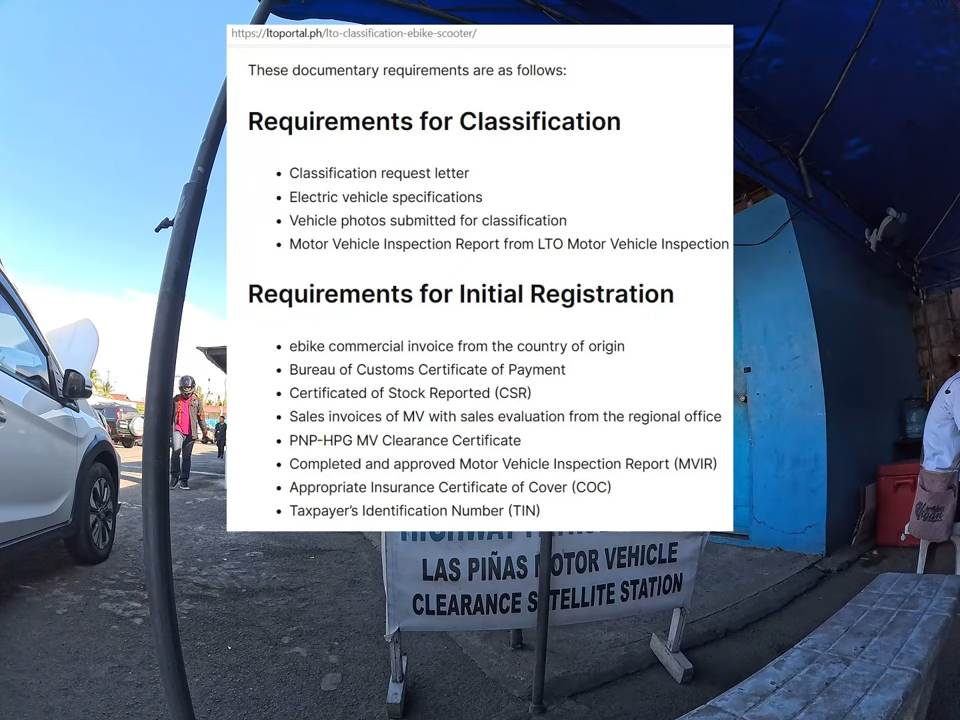 https://ltoportal.ph/lto-classification-ebike-scooter/
These documentary requirements are as follows:
Requirements for Classification
• Classification request letter
• Electric vehicle specifications
• Vehicle photos submitted for classification
• Motor Vehicle Inspection Report from LTO Motor Vehicle Inspection
Requirements for Initial Registration
• ebike commercial invoice from the country of origin
• Bureau of Customs Certificate of Payment
• Certificated of Stock Reported (CSR)
• Sales invoices of MV with sales evaluation from the regional office
• PNP-HPG MV Clearance Certificate
• Completed and approved Motor Vehicle Inspection Report (MVIR)
• Appropriate Insurance Certificate of Cover (COC)
• Taxpayer’s Identification Number (TIN)
HIGHWAY
LAS PIÑAS OTOR VEHICLE
CLEARANCE S TELLITE STATION